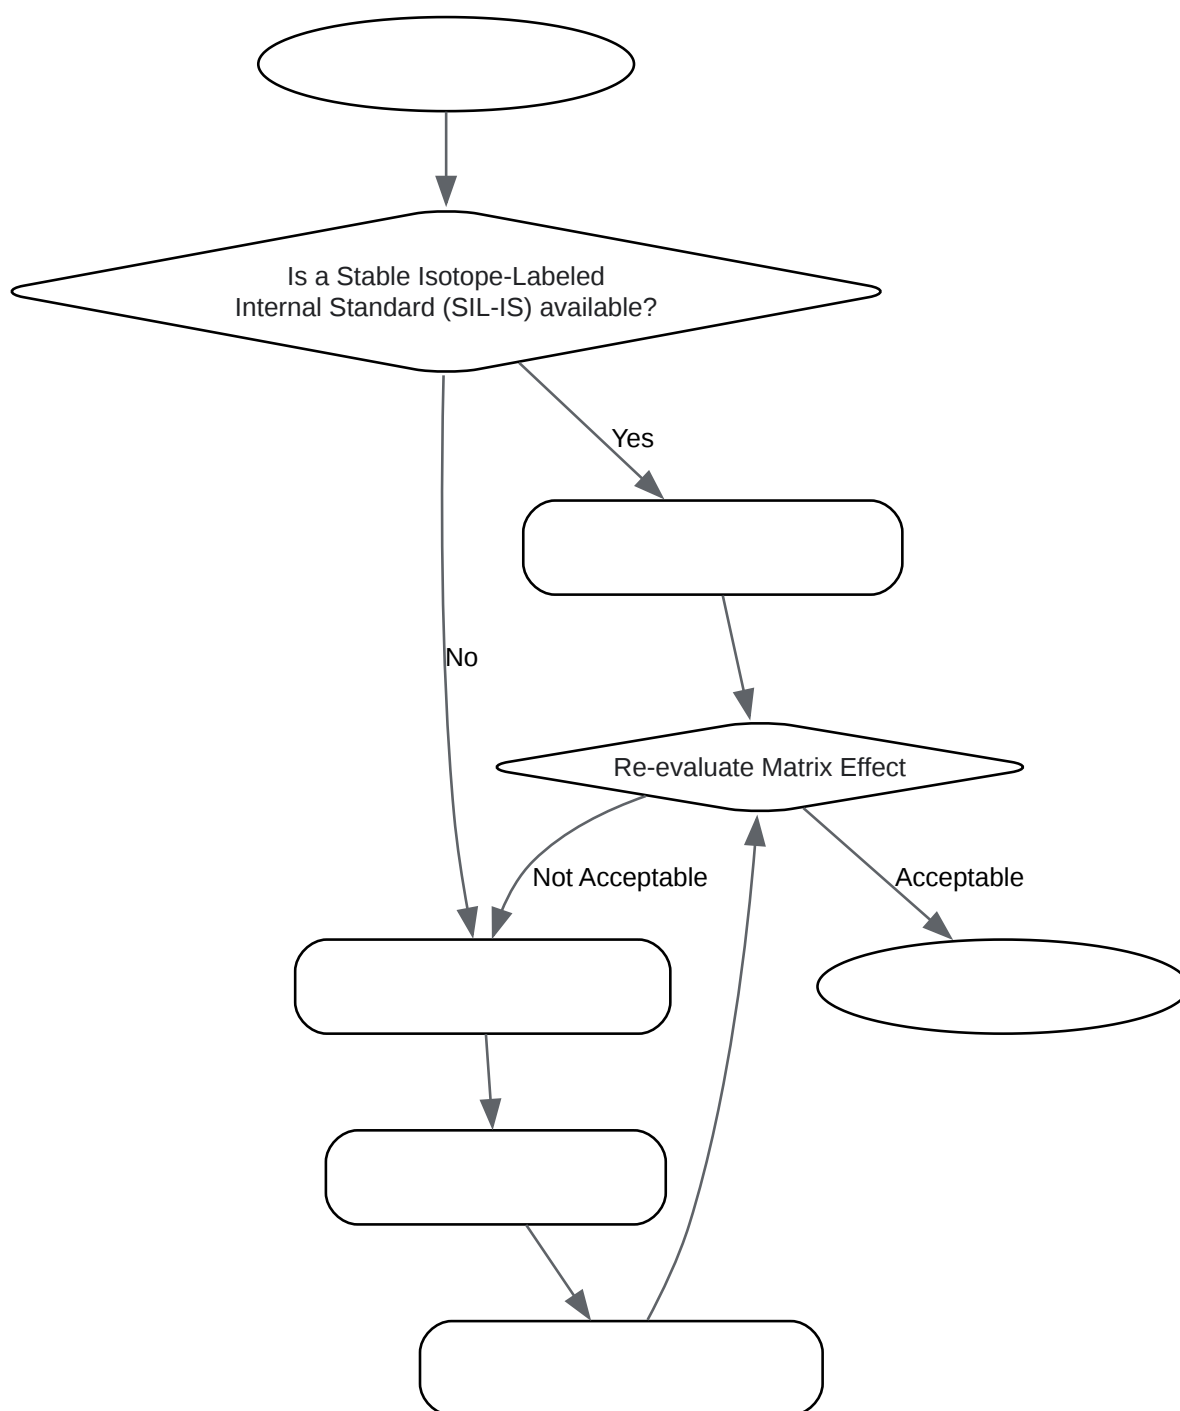 Is a Stable Isotope-Labeled
Internal Standard (SIL-IS) available?
Yes
No
Re-evaluate Matrix Effect
Not Acceptable
Acceptable